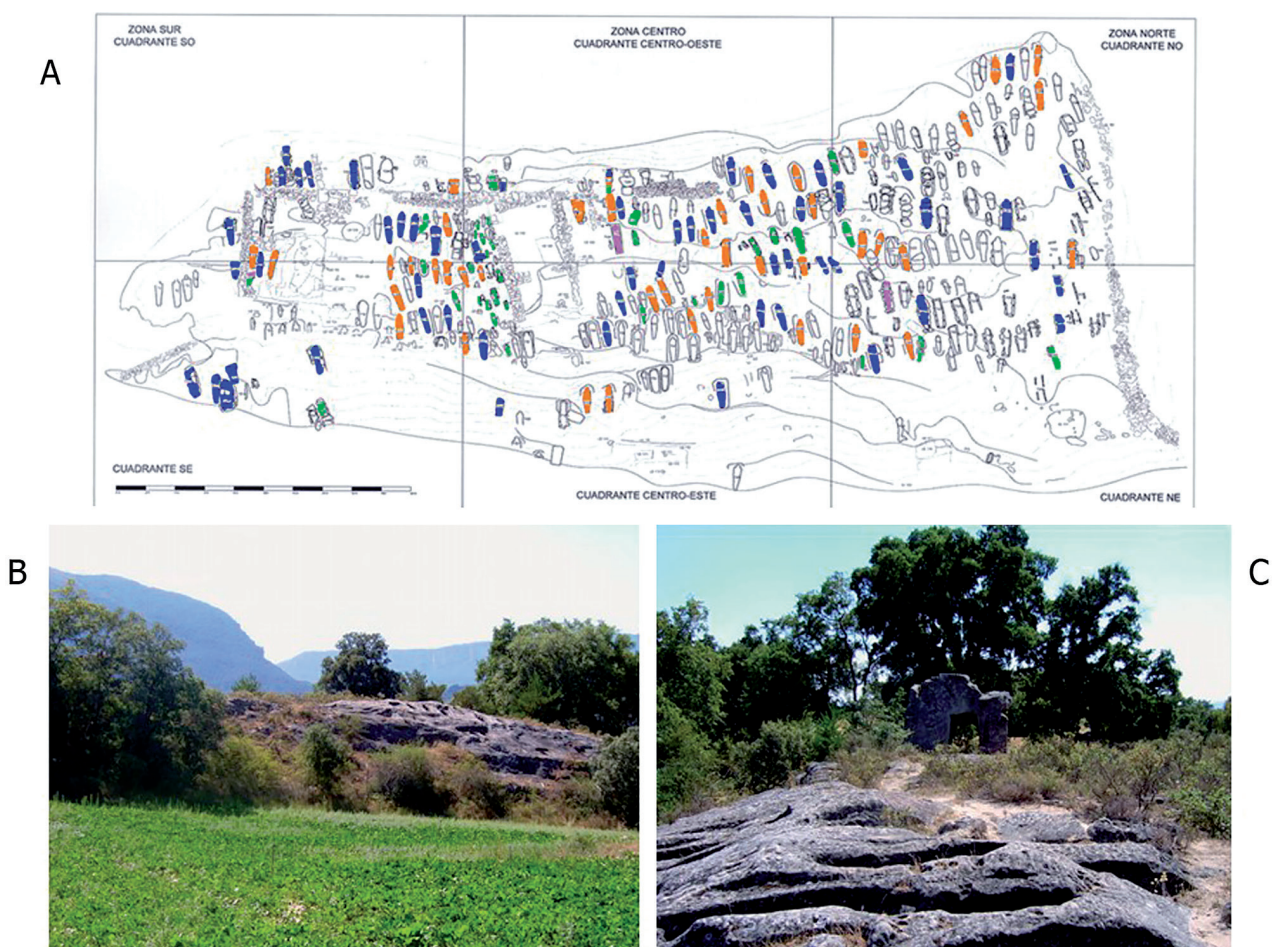 A
ZONA SUR
CUADRANTE SO
ZONA CENTRO
CUADRANTE CENTRO-OESTE
ZONA NORTE
CUADRANTE NO
CUADRANTE SE
CUADRANTE CENTRO-ESTE
CUADRANTE NE
B
C